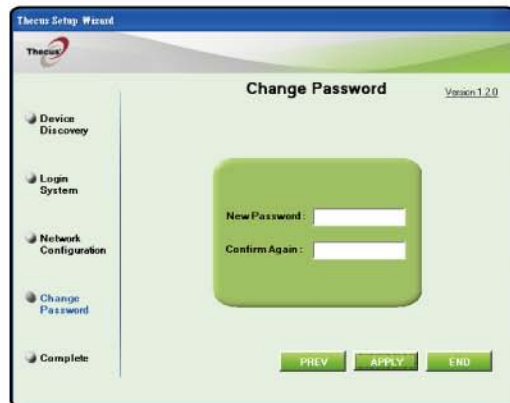 Thecus Setup Wizard
Thecus
Change Password
Version 1.2.0
Device
Discovery
Login
System
Network
Configuration
Change
Password
Complete
New Password :
Confirm Again :
PREV
APPLY
END